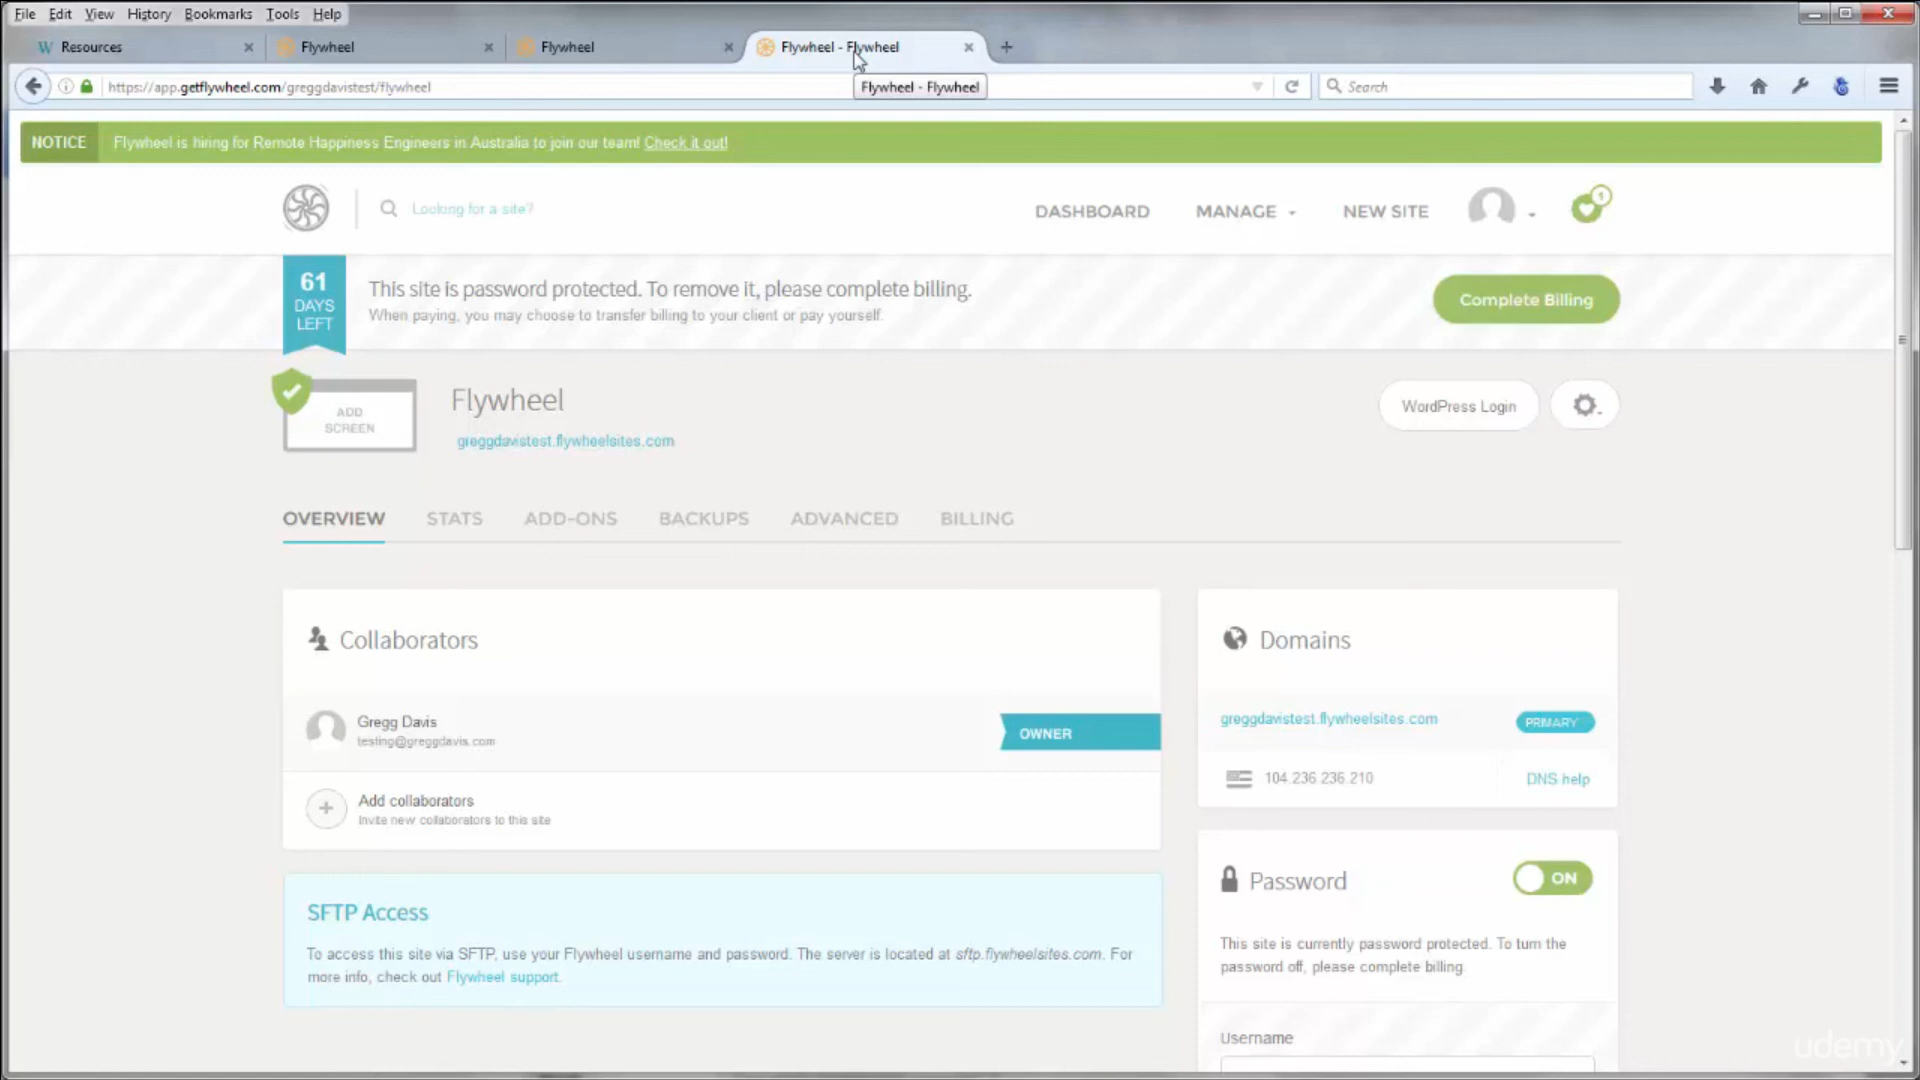 File Edit View History Bookmarks Tools Help
W Resources Flywheel Flywheel Flywheel - Flywheel
https://app.getflywheel.com/greggdavistest/flywheel
Flywheel - Flywheel
Search
NOTICE Flywheel is hiring for Remote Happiness Engineers in Australia to join our team! Check it out!
Looking for a site?
DASHBOARD MANAGE NEW SITE 1
61
DAYS
LEFT
This site is password protected. To remove it, please complete billing.
When paying, you may choose to transfer billing to your client or pay yourself.
Complete Billing
ADD
SCREEN
Flywheel
greggdavistest.flywheelsites.com
WordPress Login
OVERVIEW STATS ADD-ONS BACKUPS ADVANCED BILLING
Collaborators
Gregg Davis
testing@greggdavis.com
OWNER
Add collaborators
Invite new collaborators to this site
SFTP Access
To access this site via SFTP, use your Flywheel username and password. The server is located at sftp.flywheelsites.com. For
more info, check out Flywheel support.
Domains
greggdavistest.flywheelsites.com PRIMARY
104.236.236.210 DNS help
Password ON
This site is currently password protected. To turn the
password off, please complete billing.
Username
udemy